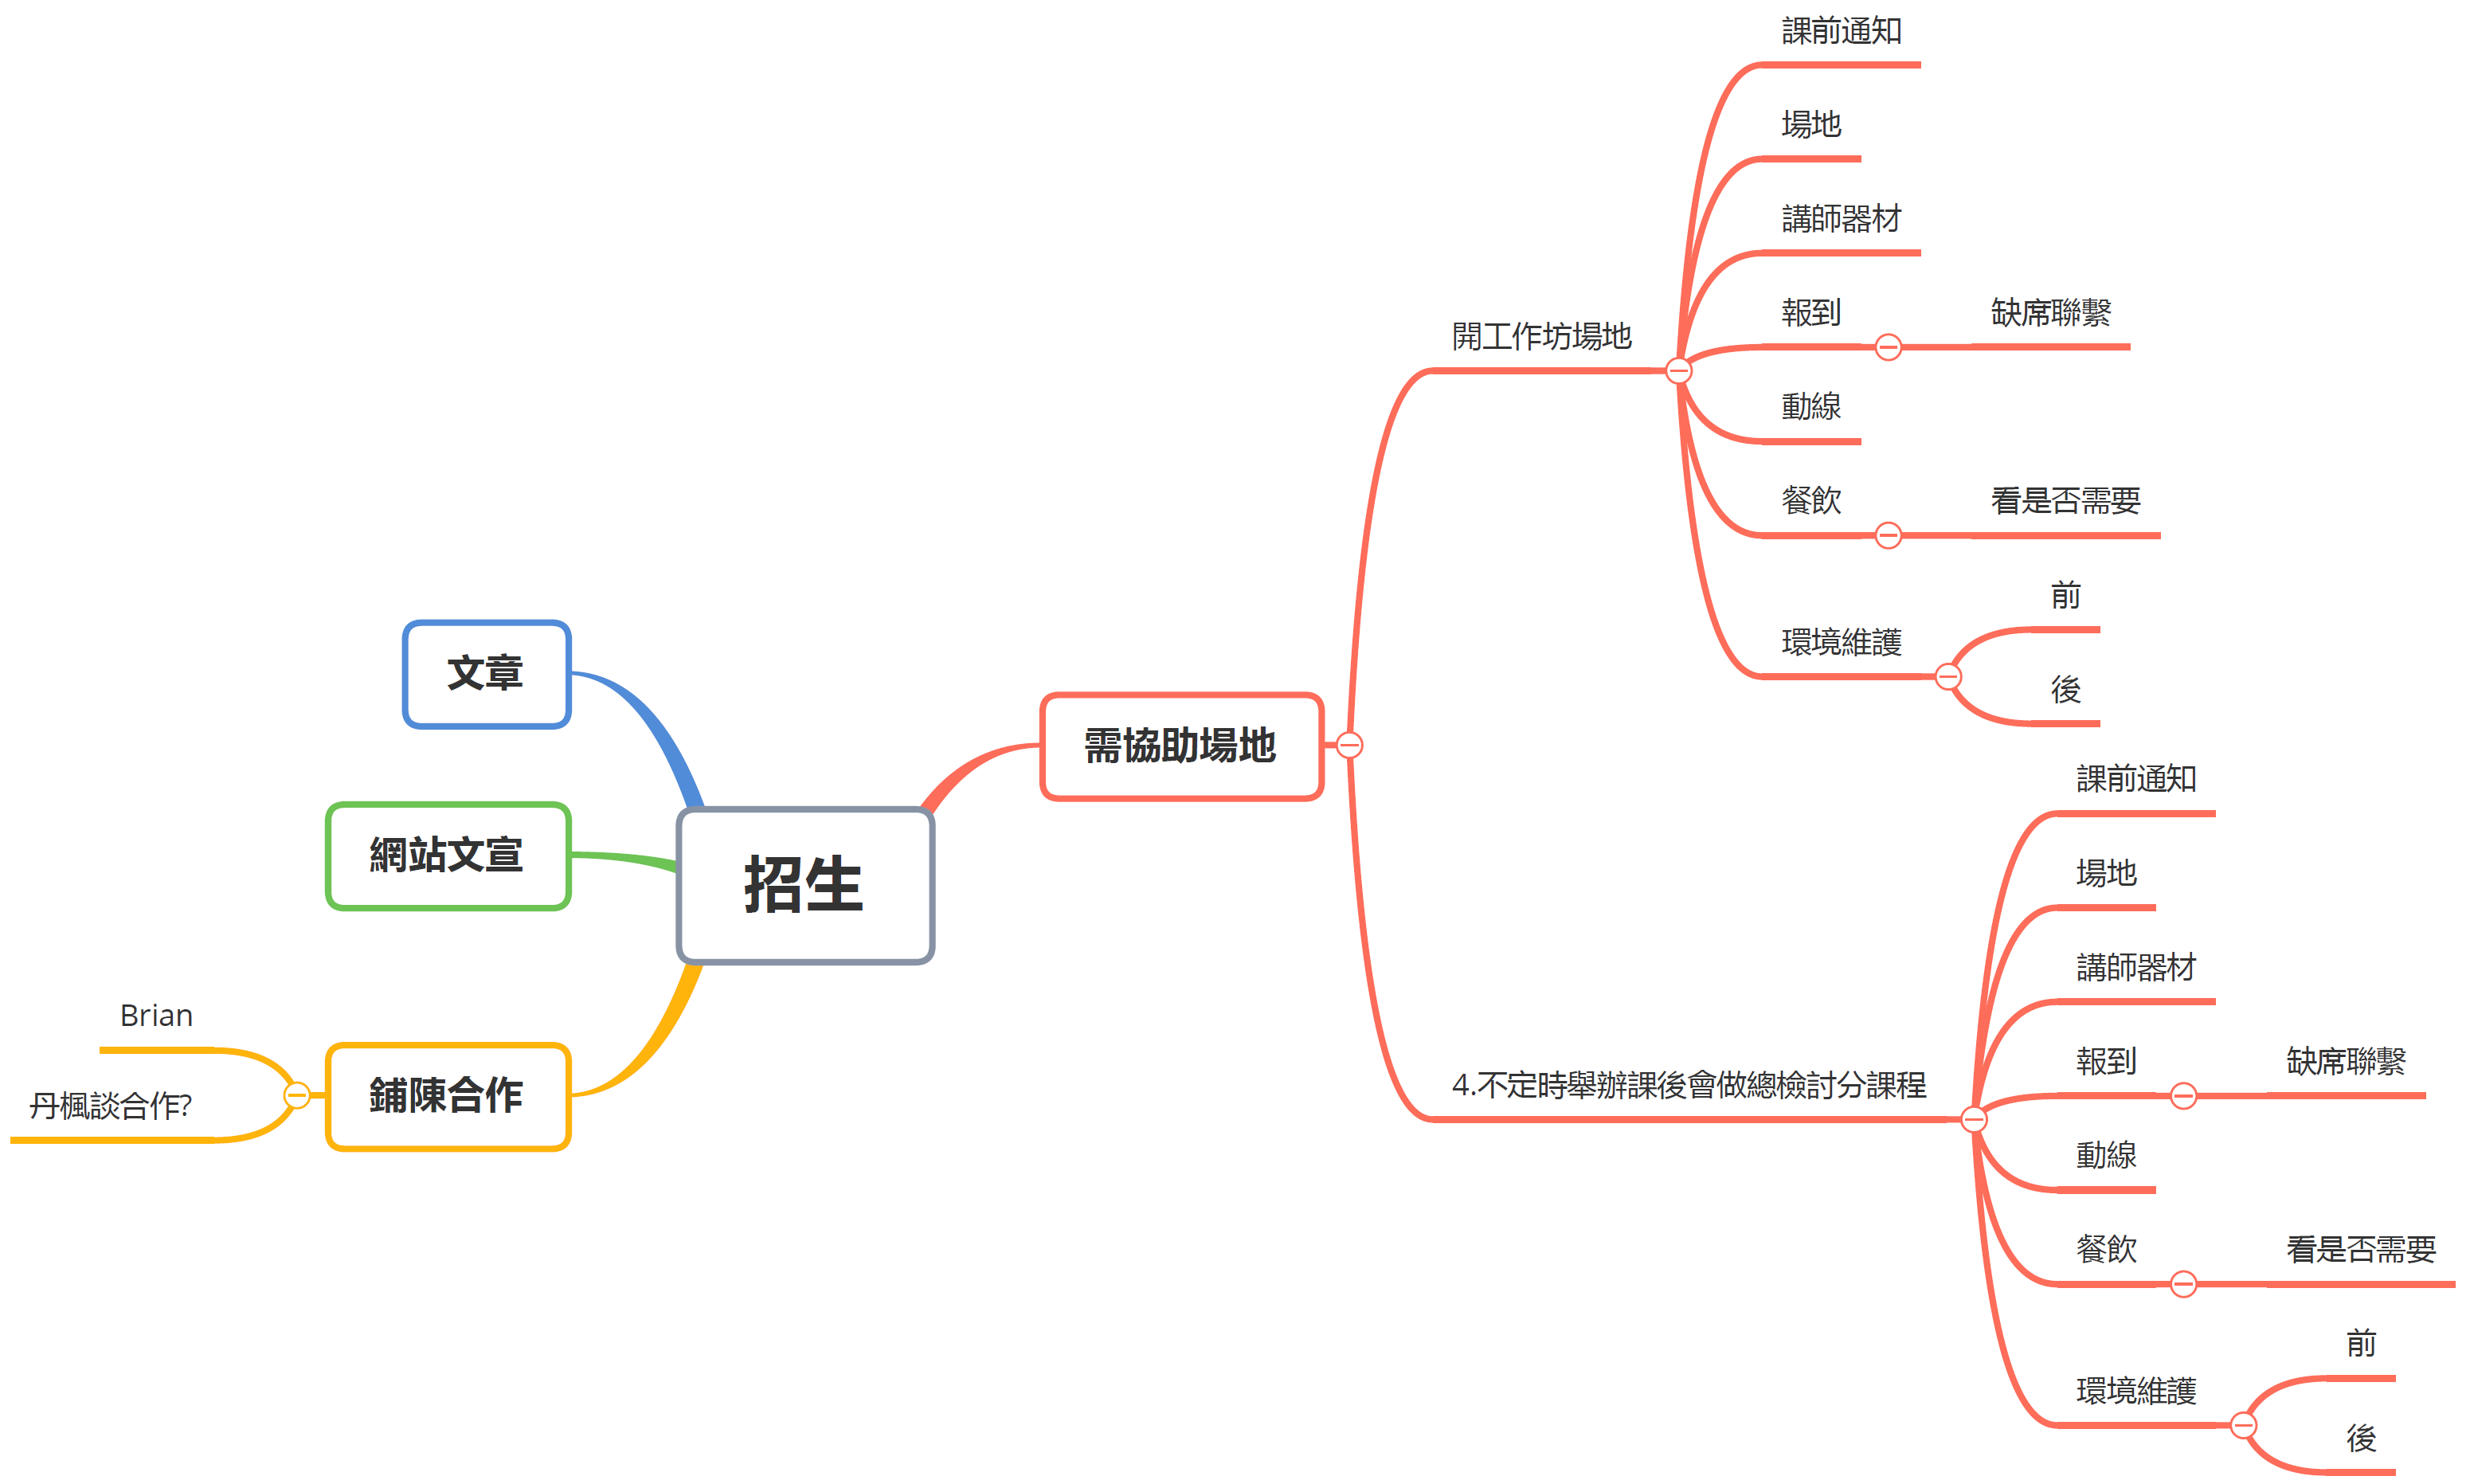 課前通知
場地
講師器材
報到
缺席聯繫
開工作坊場地
動線
餐飲
看是否需要
前
環境維護
後
文章
需協助場地
課前通知
網站文宣
招生
場地
講師器材
Brian
報到
缺席聯繫
鋪陳合作
4.不定時舉辦課後會做總檢討分課程
丹楓談合作?
動線
餐飲
看是否需要
前
環境維護
後